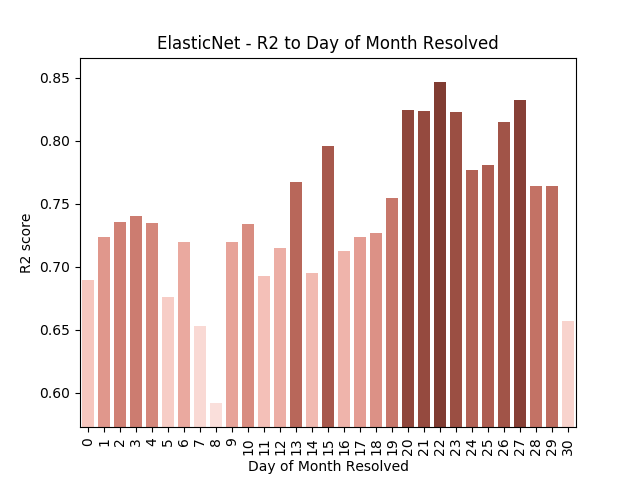 ElasticNet - R2 to Day of Month Resolved
0.85
0.80
0.75
0.70
0.65
0.60
R2 score
0 1 2 3 4 5 6 7 8 9 10 11 12 13 14 15 16 17 18 19 20 21 22 23 24 25 26 27 28 29 30
Day of Month Resolved